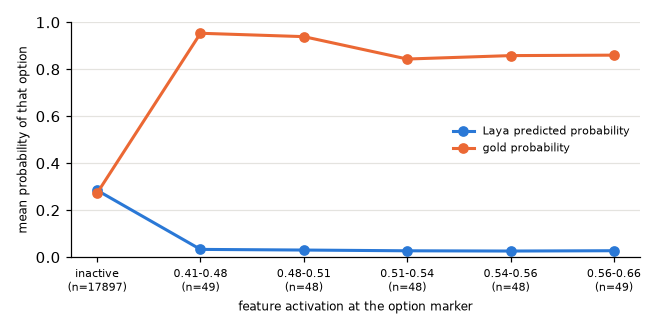 1.0
0.8
0.6
0.4
0.2
0.0
mean probability of that option
Laya predicted probability
gold probability
inactive 0.41-0.48 0.48-0.51 0.51-0.54 0.54-0.56 0.56-0.66
(n=17897) (n=49) (n=48) (n=48) (n=48) (n=49)
feature activation at the option marker